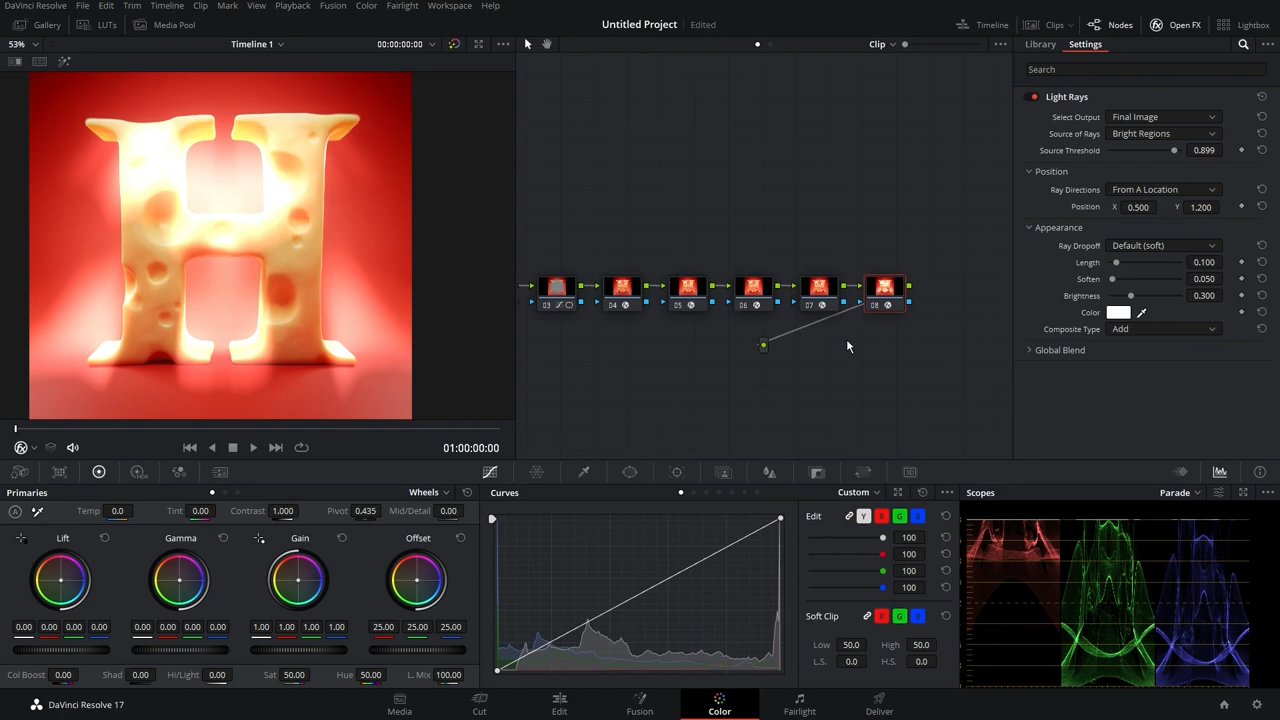 DaVinci Resolve File Edit Trim Timeline Clip Mark View Playback Fusion Color Fairlight Workspace Help
Gallery LUTs Media Pool Untitled Project Edited Timeline Clips Nodes Open FX Lightbox
53% Timeline 1 00:00:00:00 Clip Library Settings
Search
Light Rays
Select Output Final Image
Source of Rays Bright Regions
Source Threshold 0.899
Position
Ray Directions From A Location
Position X 0.500 Y 1.200
Appearance
Ray Dropoff Default (soft)
Length 0.100
Soften 0.050
Brightness 0.300
Color
Composite Type Add
Global Blend
H
03 04 05 06 07 08
01:00:00:00
Primaries Wheels Curves Custom Scopes Parade
Temp 0.0 Tint 0.00 Contrast 1.000 Pivot 0.435 Mid/Detail 0.00
A
Lift Gamma Gain Offset
0.00 0.00 0.00 0.00 0.00 0.00 0.00 0.00 1.00 1.00 1.00 1.00 25.00 25.00 25.00
Col Boost 0.00 Shad 0.00 Hi/Light 0.00 Sat 50.00 Hue 50.00 L. Mix 100.00
Edit Y R G B
100
100
100
100
Soft Clip R G B
Low 50.0 High 50.0
L.S. 0.0 H.S. 0.0
DaVinci Resolve 17 Media Cut Edit Fusion Color Fairlight Deliver